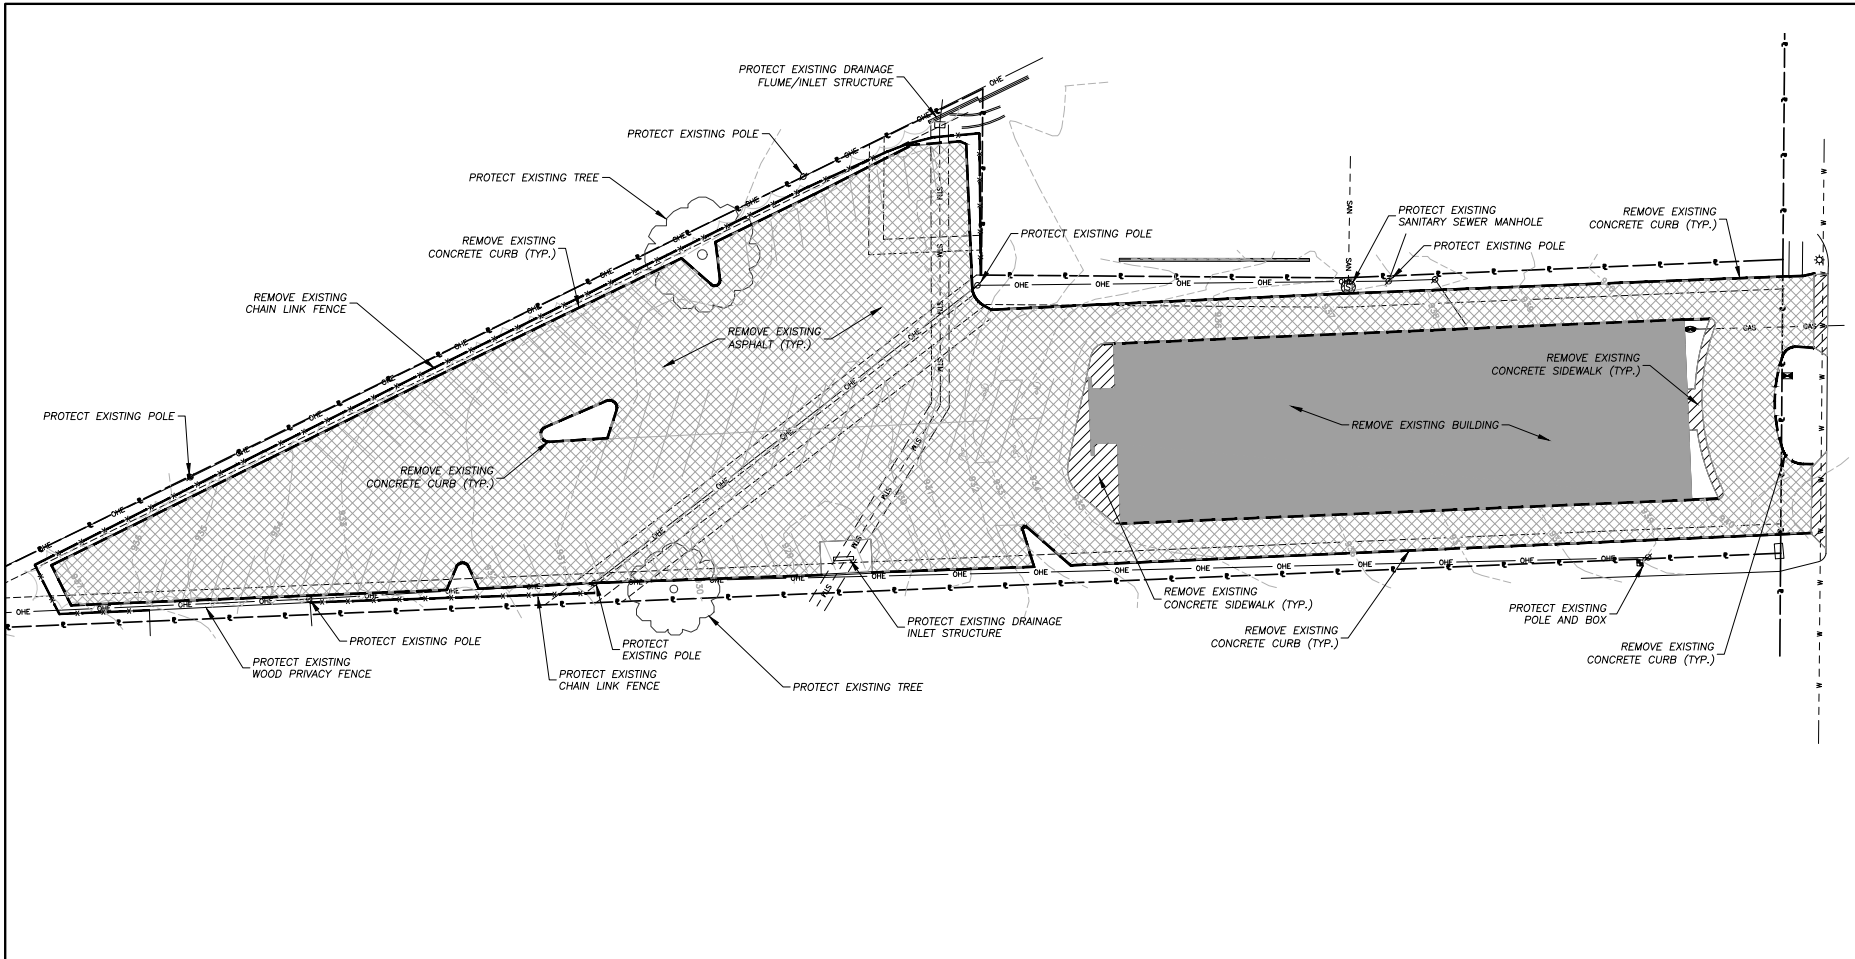 PROTECT EXISTING DRAINAGE
FLUME/INLET STRUCTURE
PROTECT EXISTING POLE
PROTECT EXISTING TREE
REMOVE EXISTING
CONCRETE CURB (TYP.)
REMOVE EXISTING
CHAIN LINK FENCE
PROTECT EXISTING POLE
PROTECT EXISTING POLE
PROTECT EXISTING
SANITARY SEWER MANHOLE
PROTECT EXISTING POLE
REMOVE EXISTING
CONCRETE CURB (TYP.)
REMOVE EXISTING
ASPHALT (TYP.)
REMOVE EXISTING
CONCRETE SIDEWALK (TYP.)
REMOVE EXISTING BUILDING
REMOVE EXISTING
CONCRETE CURB (TYP.)
PROTECT EXISTING POLE
PROTECT EXISTING
WOOD PRIVACY FENCE
PROTECT EXISTING
EXISTING POLE
PROTECT EXISTING
CHAIN LINK FENCE
PROTECT EXISTING TREE
PROTECT EXISTING DRAINAGE
INLET STRUCTURE
REMOVE EXISTING
CONCRETE SIDEWALK (TYP.)
REMOVE EXISTING
CONCRETE CURB (TYP.)
PROTECT EXISTING
POLE AND BOX
REMOVE EXISTING
CONCRETE CURB (TYP.)
OHE
SAN
STM
GAS
W